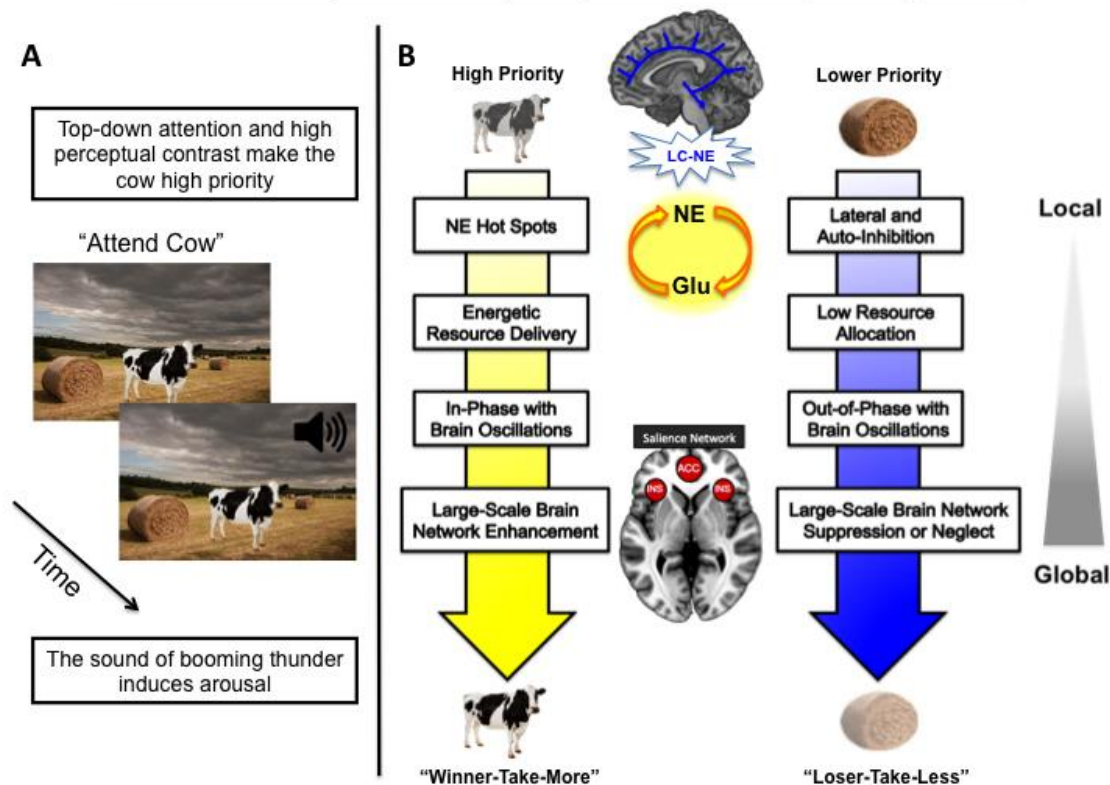 A
Top-down attention and high
perceptual contrast make the
cow high priority
“Attend Cow”
Time
The sound of booming thunder
induces arousal
B
High Priority
LC-NE
Lower Priority
NE Hot Spots
NE
Glu
Lateral and
Auto-Inhibition
Energetic
Resource Delivery
Low Resource
Allocation
In-Phase with
Brain Oscillations
Out-of-Phase with
Brain Oscillations
Salience Network
ACC
INS
INS
Large-Scale Brain
Network Enhancement
Large-Scale Brain Network
Suppression or Neglect
Local
Global
“Winner-Take-More”
“Loser-Take-Less”